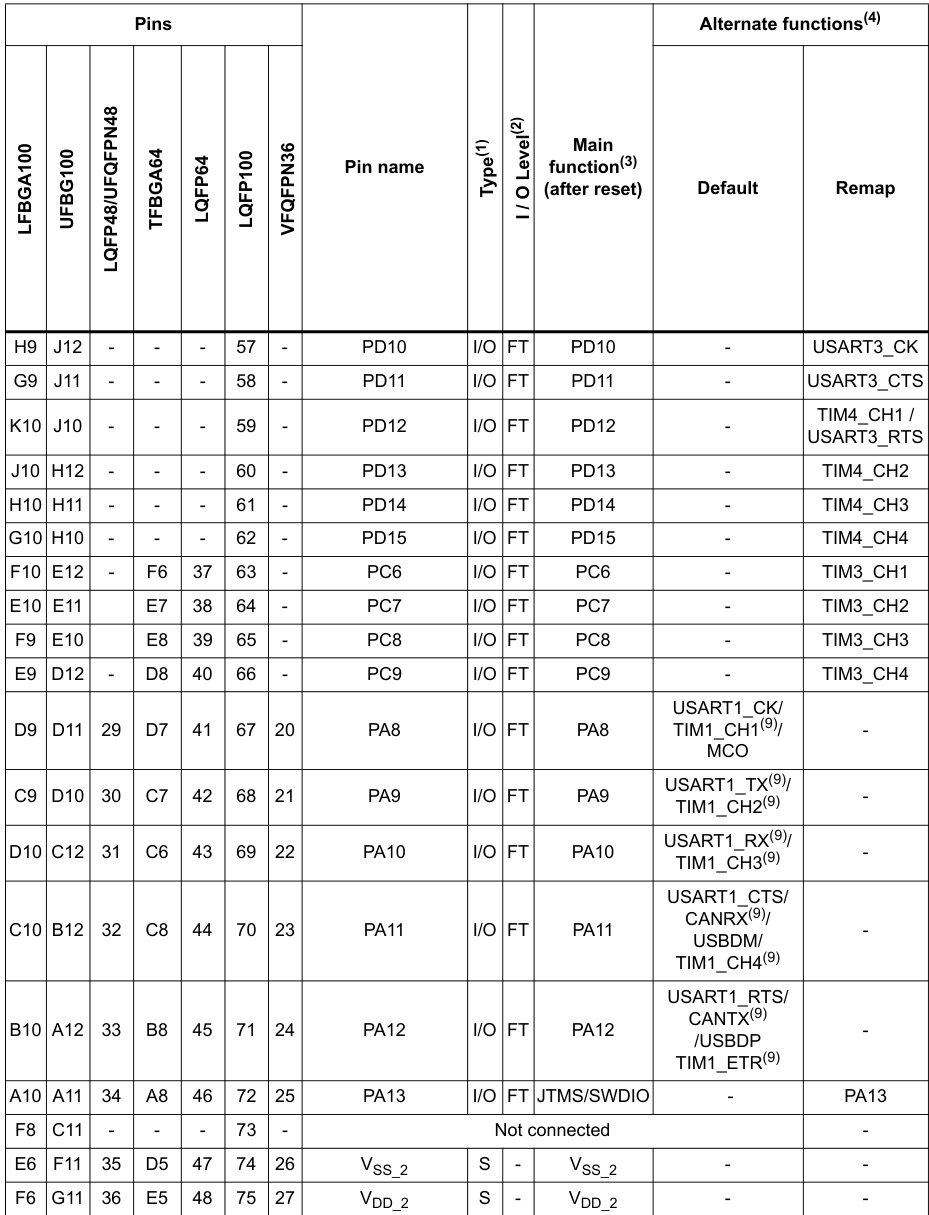 Pins
Alternate functions(4)
LFBGA100
UFBG100
LQFP48/UFQFPN48
TFBGA64
LQFP64
LQFP100
VFQFPN36
Pin name
Type(1)
I / O Level(2)
Main
function(3)
(after reset)
Default
Remap
H9 J12 - - - 57 - PD10 I/O FT PD10 - USART3_CK
G9 J11 - - - 58 - PD11 I/O FT PD11 - USART3_CTS
K10 J10 - - - 59 - PD12 I/O FT PD12 - TIM4_CH1 /
USART3_RTS
J10 H12 - - - 60 - PD13 I/O FT PD13 - TIM4_CH2
H10 H11 - - - 61 - PD14 I/O FT PD14 - TIM4_CH3
G10 H10 - - - 62 - PD15 I/O FT PD15 - TIM4_CH4
F10 E12 - F6 37 63 - PC6 I/O FT PC6 - TIM3_CH1
E10 E11 E7 38 64 - PC7 I/O FT PC7 - TIM3_CH2
F9 E10 E8 39 65 - PC8 I/O FT PC8 - TIM3_CH3
E9 D12 - D8 40 66 - PC9 I/O FT PC9 - TIM3_CH4
D9 D11 29 D7 41 67 20 PA8 I/O FT PA8 USART1_CK/
TIM1_CH1(9)/
MCO
-
C9 D10 30 C7 42 68 21 PA9 I/O FT PA9 USART1_TX(9)/
TIM1_CH2(9)
-
D10 C12 31 C6 43 69 22 PA10 I/O FT PA10 USART1_RX(9)/
TIM1_CH3(9)
-
C10 B12 32 C8 44 70 23 PA11 I/O FT PA11 USART1_CTS/
CANRX(9)/
USBDM/
TIM1_CH4(9)
-
B10 A12 33 B8 45 71 24 PA12 I/O FT PA12 USART1_RTS/
CANTX(9)
/USBDP
TIM1_ETR(9)
-
A10 A11 34 A8 46 72 25 PA13 I/O FT JTMS/SWDIO - PA13
F8 C11 - - - 73 - Not connected -
E6 F11 35 D5 47 74 26 VSS_2 S - VSS_2 - -
F6 G11 36 E5 48 75 27 VDD_2 S - VDD_2 - -